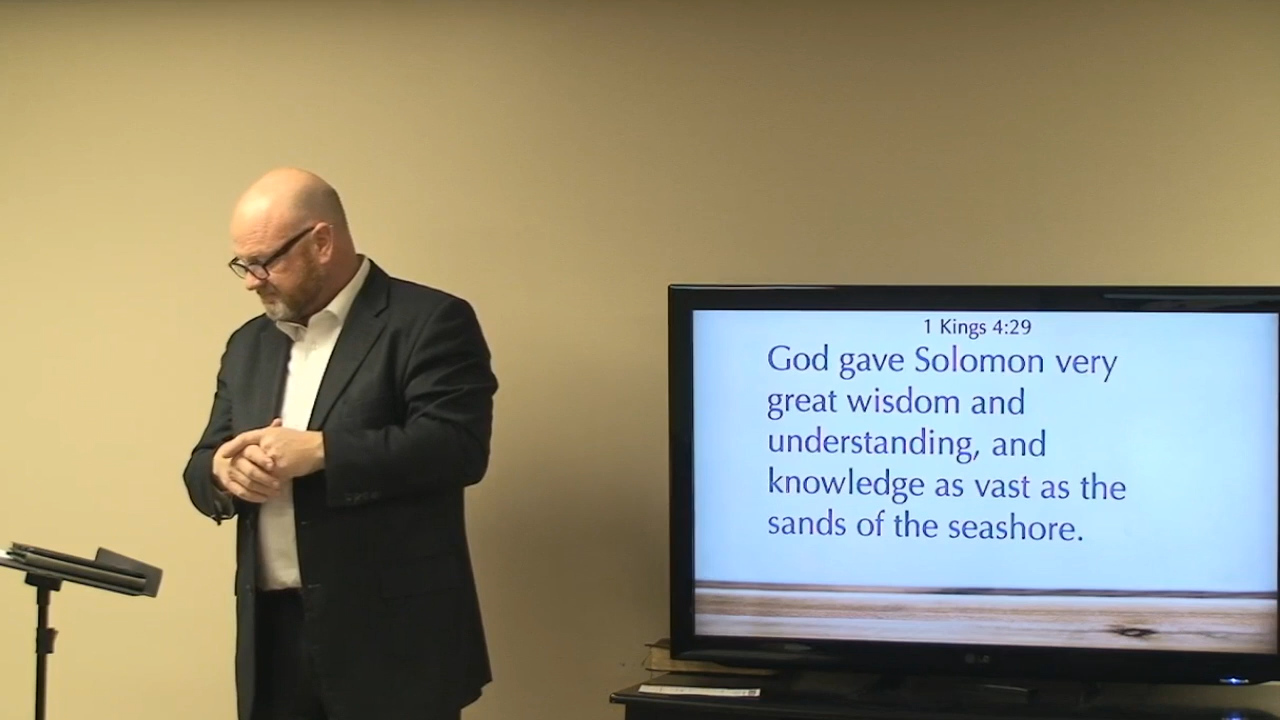 1 Kings 4:29
God gave Solomon very
great wisdom and
understanding, and
knowledge as vast as the
sands of the seashore.
LG